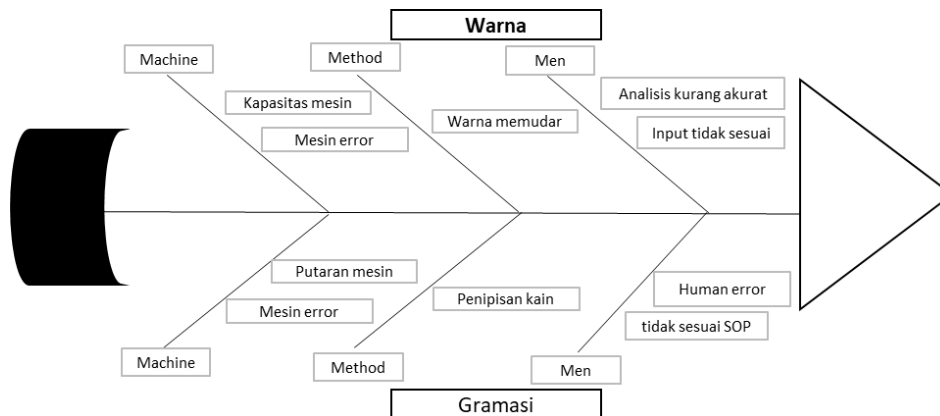 Warna
Machine
Method
Men
Kapasitas mesin
Mesin error
Warna memudar
Analisis kurang akurat
Input tidak sesuai
Putaran mesin
Mesin error
Penipisan kain
Human error
tidak sesuai SOP
Machine
Method
Men
Gramasi